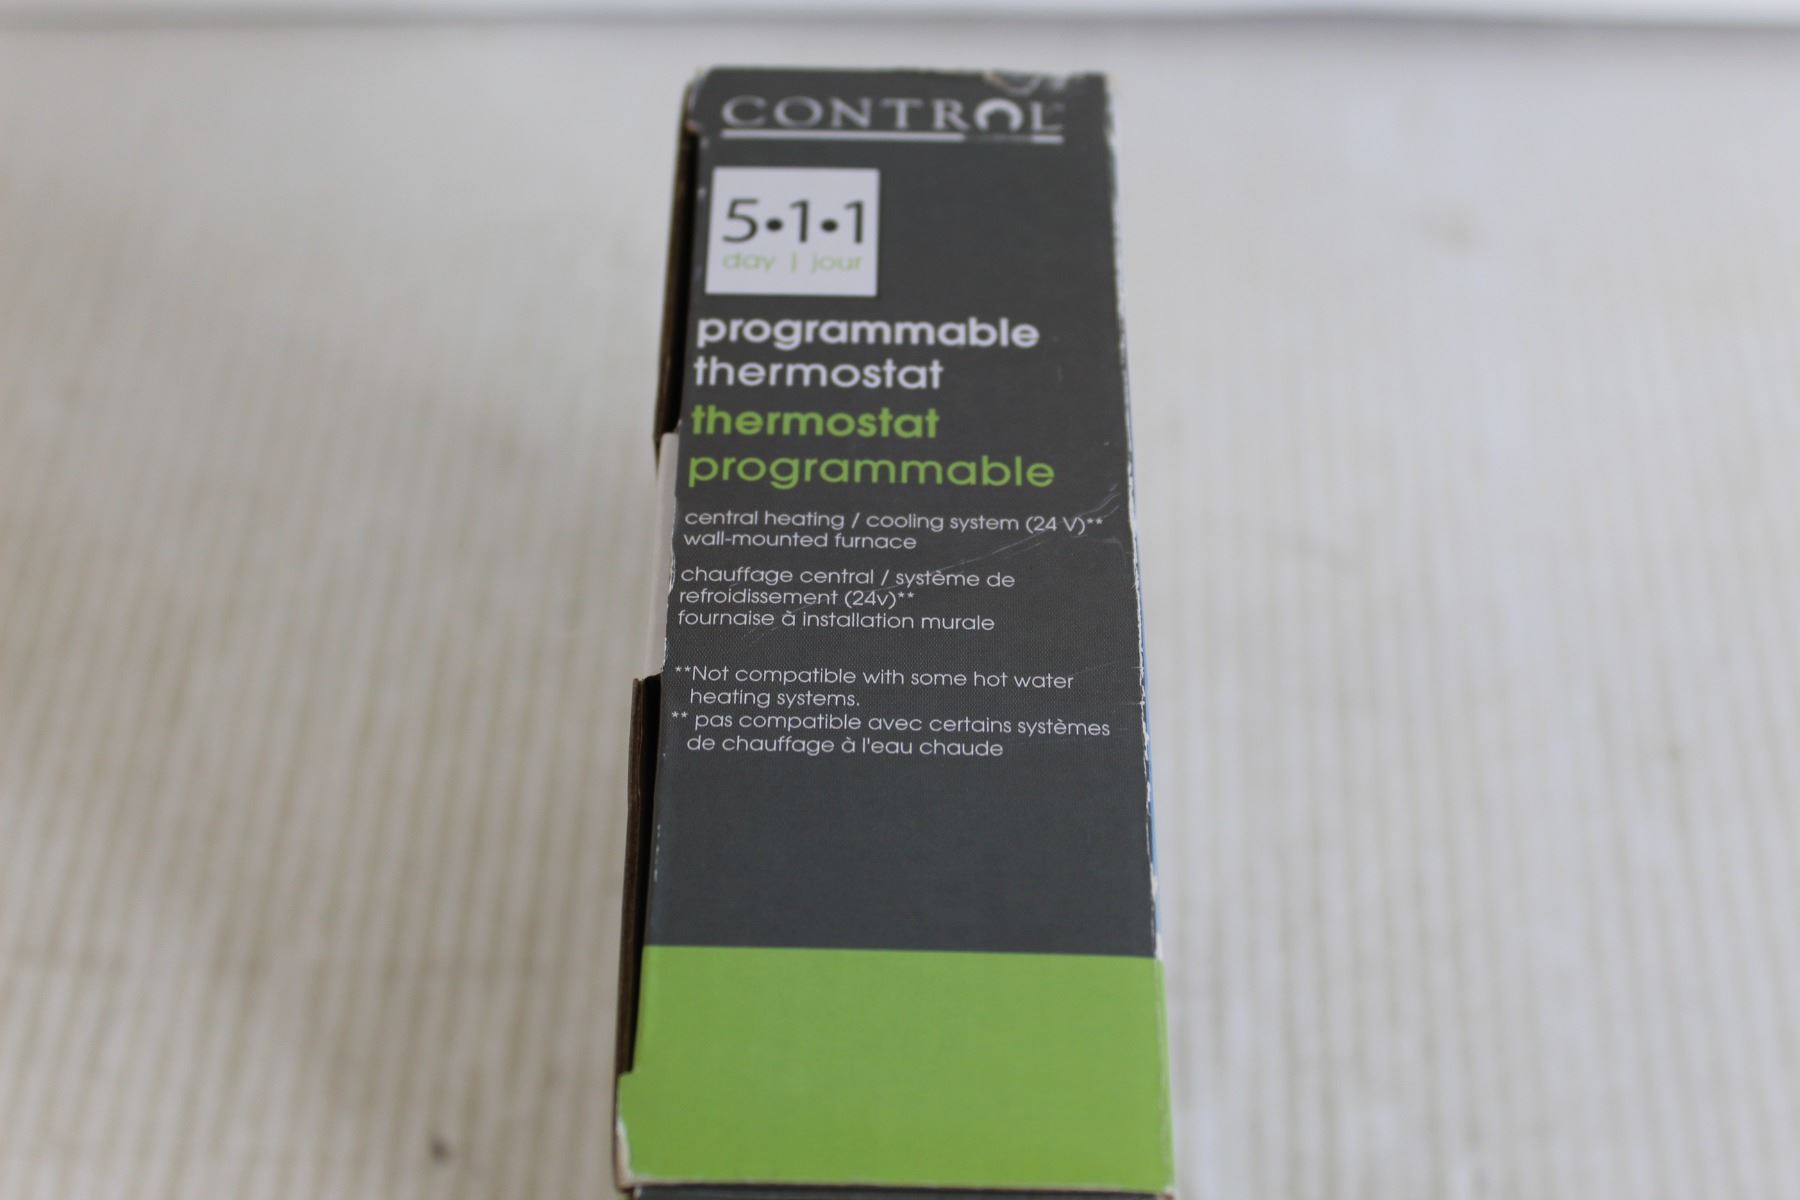 CONTROL
5•1•1
day | jour
programmable
thermostat
thermostat
programmable
central heating / cooling system (24 V)**
wall-mounted furnace
chauffage central / système de
refroidissement (24v)**
fournaise à installation murale
**Not compatible with some hot water
heating systems.
** pas compatible avec certains systèmes
de chauffage à l'eau chaude